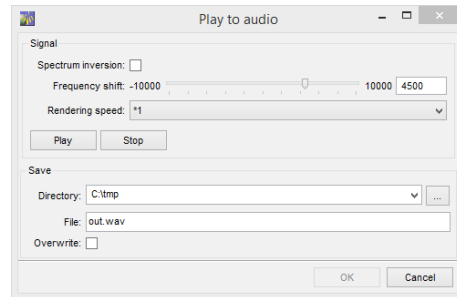 Play to audio
Signal
Spectrum inversion:
Frequency shift: -10000 10000 4500
Rendering speed: *1
Play Stop
Save
Directory: C:\tmp ...
File: out.wav
Overwrite:
OK Cancel